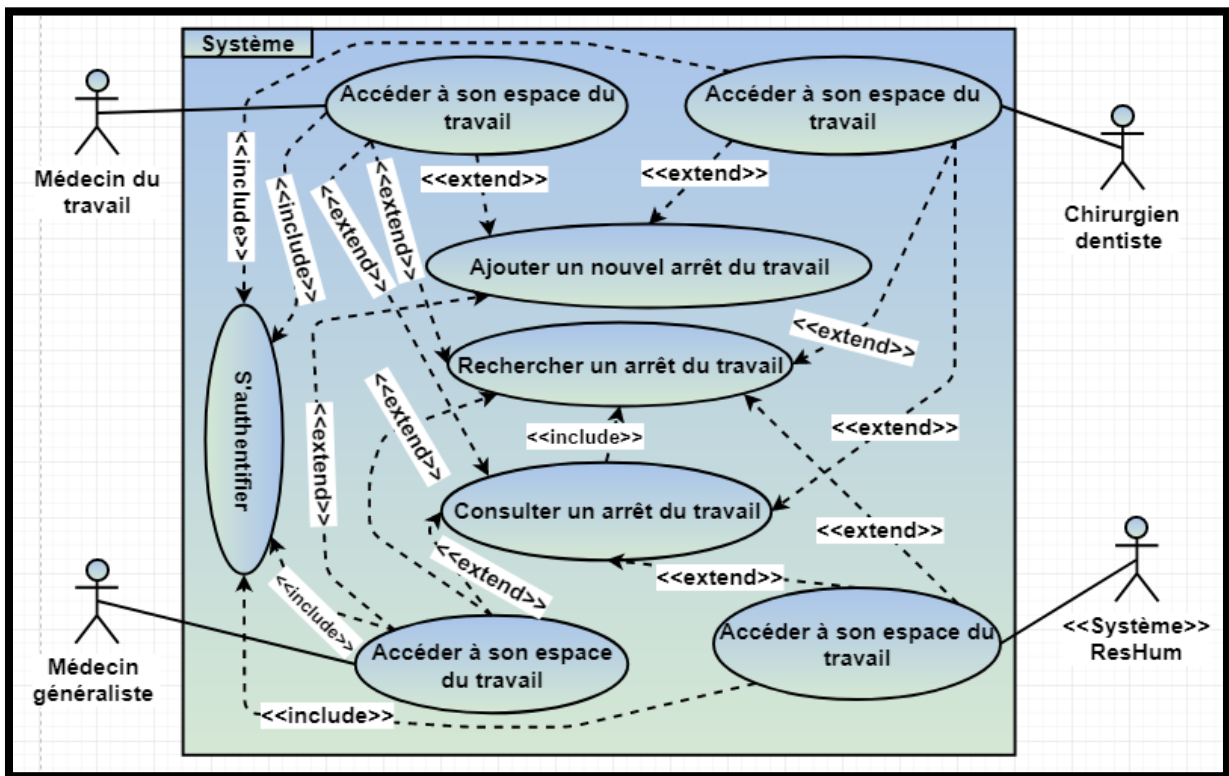 Système
Accéder à son espace du
travail
Accéder à son espace du
travail
Médecin du
travail
Chirurgien
dentiste
<<include>>
<<include>>
<<extend>>
<<extend>>
<<extend>>
<<extend>>
Ajouter un nouvel arrêt du travail
<<extend>>
Rechercher un arrêt du travail
S'authentifier
<<extend>>
<<extend>>
<<include>>
<<extend>>
Consulter un arrêt du travail
<<extend>>
<<extend>>
<<extend>>
<<include>>
Accéder à son espace
du travail
Accéder à son espace du
travail
Médecin
généraliste
<<Système>>
ResHum
<<include>>